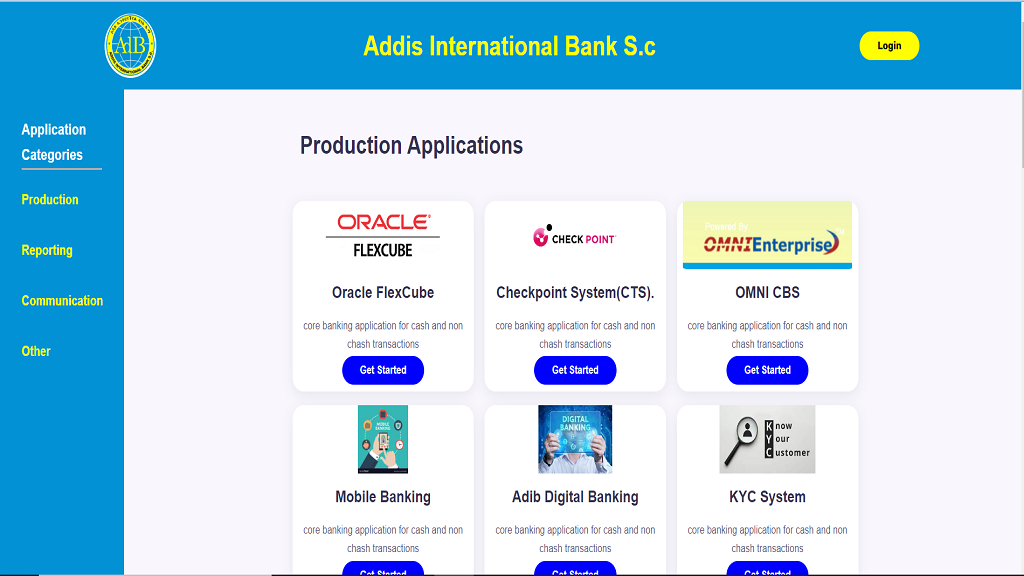 AIB
Addis International Bank S.c
Login
Application
Categories
Production
Reporting
Communication
Other
Production Applications
ORACLE
FLEXCUBE
Oracle FlexCube
core banking application for cash and non
chash transactions
Get Started
CHECK POINT
Checkpoint System(CTS).
core banking application for cash and non
chash transactions
Get Started
Powered By
OMNIEnterprise
OMNI CBS
core banking application for cash and non
chash transactions
Get Started
MOBILE
BANKING
Mobile Banking
core banking application for cash and non
chash transactions
Get Started
DIGITAL
BANKING
Adib Digital Banking
core banking application for cash and non
chash transactions
Get Started
Know
Your
Customer
KYC System
core banking application for cash and non
chash transactions
Get Started